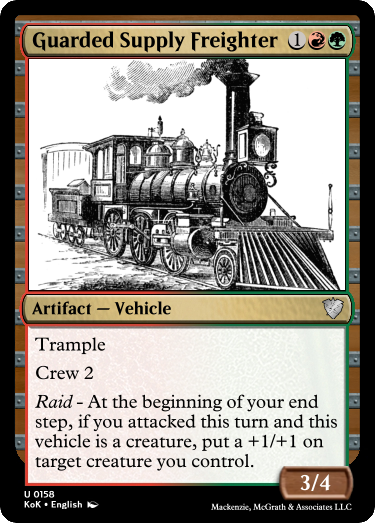 Guarded Supply Freighter 1
Artifact — Vehicle
Trample
Crew 2
Raid - At the beginning of your end
step, if you attacked this turn and this
vehicle is a creature, put a +1/+1 on
target creature you control.
3/4
U 0158
KoK • English
Mackenzie, McGrath & Associates LLC